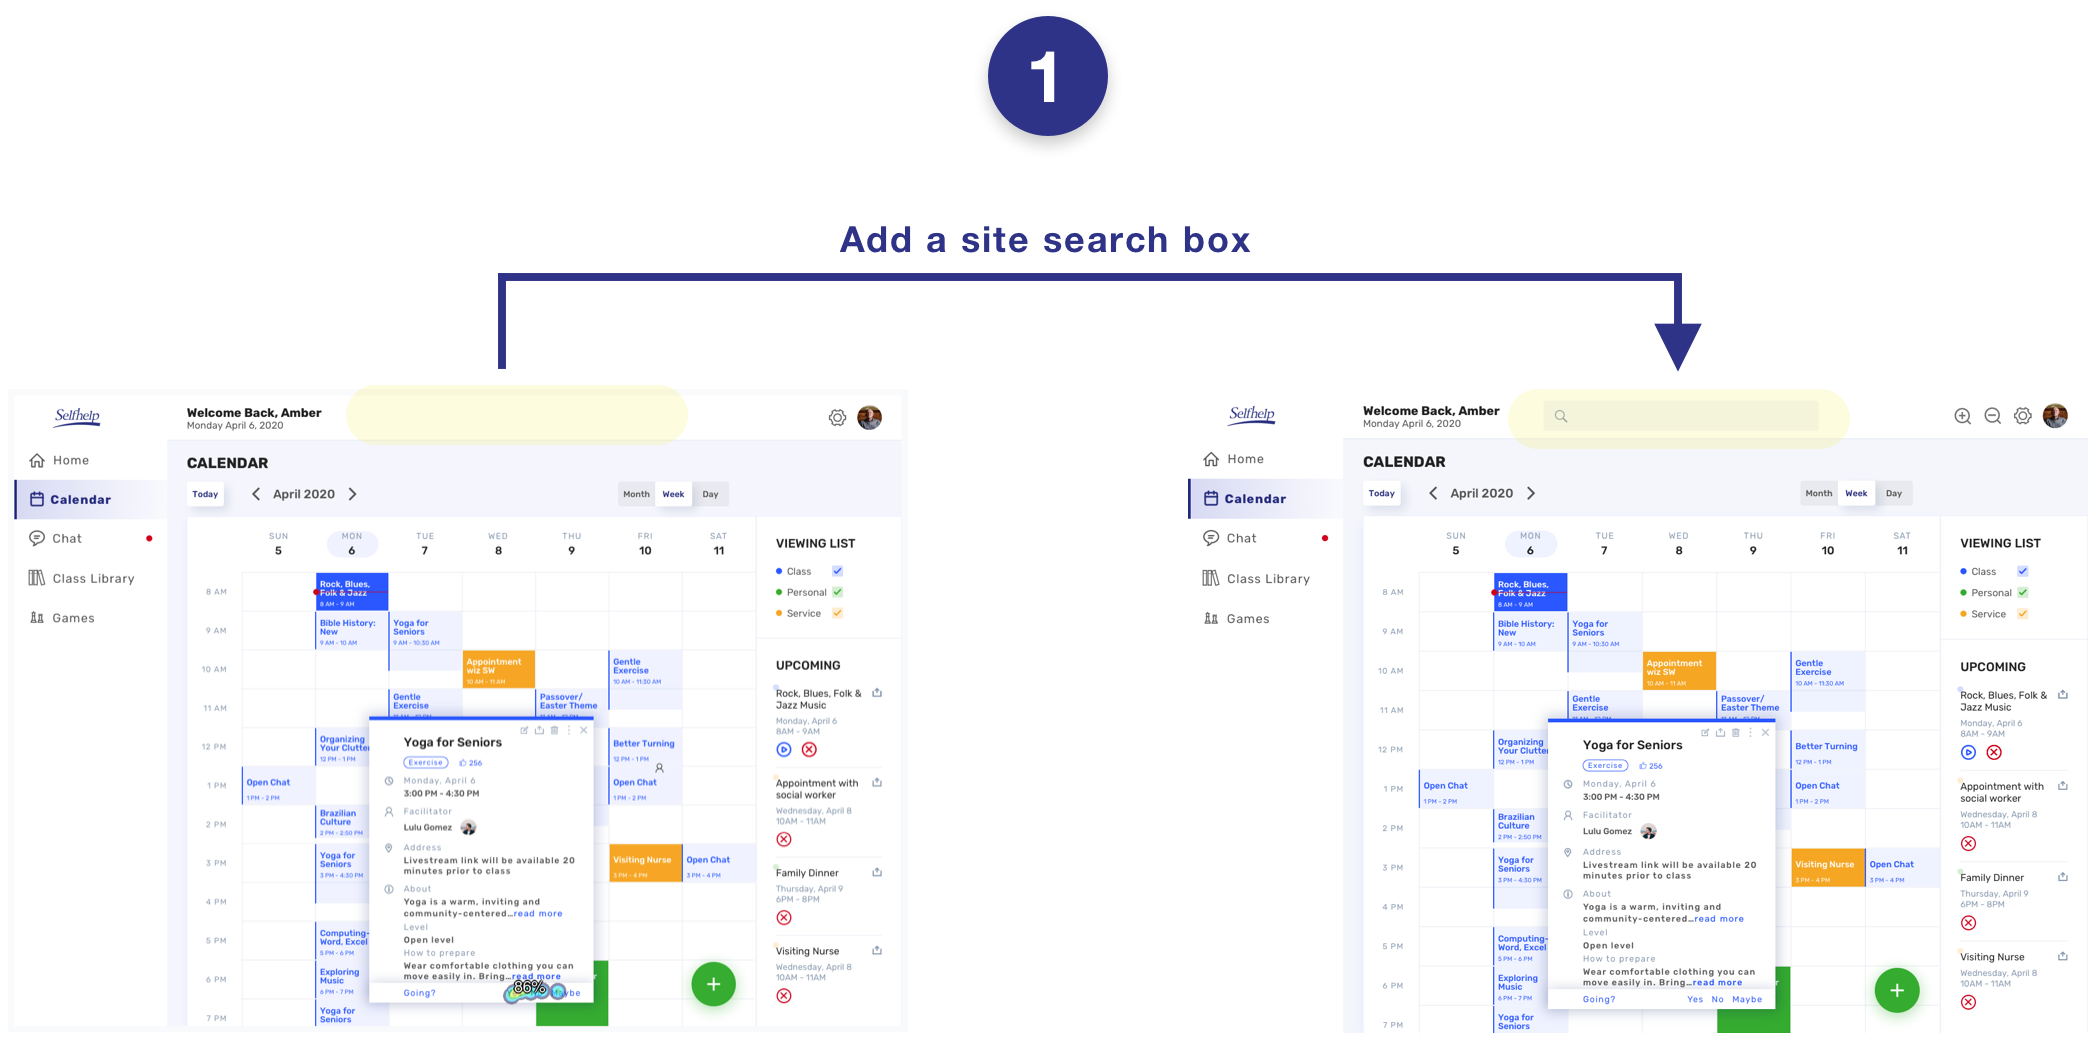 1
Add a site search box
Selfhelp
Welcome Back, Amber
Monday April 6, 2020
Home
Calendar
Chat
Class Library
Games
CALENDAR
Today
April 2020
Month Week Day
SUN MON TUE WED THU FRI SAT
5 6 7 8 9 10 11
8 AM
9 AM
10 AM
11 AM
12 PM
1 PM
2 PM
3 PM
4 PM
5 PM
6 PM
7 PM
Rock, Blues,
Folk & Jazz
8 AM - 9 AM
Bible History:
New
9 AM - 10 AM
Yoga for
Seniors
9 AM - 10:30 AM
Appointment
wiz SW
10 AM - 11 AM
Gentle
Exercise
10 AM - 11:30 AM
Gentle
Exercise
Passover/
Easter Theme
Organizing
Your Clutter
12 PM - 1 PM
Better Turning
12 PM - 1 PM
Open Chat
1 PM - 2 PM
Open Chat
1 PM - 2 PM
Brazilian
Culture
2 PM - 2:50 PM
Yoga for
Seniors
3 PM - 4:30 PM
Visiting Nurse
3 PM - 4 PM
Open Chat
3 PM - 4 PM
Computing-
Word, Excel
5 PM - 6 PM
Exploring
Music
6 PM - 7 PM
Yoga for
Seniors
Yoga for Seniors
Exercise 256
Monday, April 6
3:00 PM - 4:30 PM
Facilitator
Lulu Gomez
Address
Livestream link will be available 20
minutes prior to class
About
Yoga is a warm, inviting and
community-centered...read more
Level
Open level
How to prepare
Wear comfortable clothing you can
move easily in. Bring...read more
Going?
86%
VIEWING LIST
Class
Personal
Service
UPCOMING
Rock, Blues, Folk &
Jazz Music
Monday, April 6
8AM - 9AM
Appointment with
social worker
Wednesday, April 8
10AM - 11AM
Family Dinner
Thursday, April 9
6PM - 8PM
Visiting Nurse
Wednesday, April 8
10AM - 11AM
Selfhelp
Welcome Back, Amber
Monday April 6, 2020
Home
Calendar
Chat
Class Library
Games
CALENDAR
Today
April 2020
Month Week Day
SUN MON TUE WED THU FRI SAT
5 6 7 8 9 10 11
8 AM
9 AM
10 AM
11 AM
12 PM
1 PM
2 PM
3 PM
4 PM
5 PM
6 PM
7 PM
Rock, Blues,
Folk & Jazz
8 AM - 9 AM
Bible History:
New
9 AM - 10 AM
Yoga for
Seniors
9 AM - 10:30 AM
Appointment
wiz SW
10 AM - 11 AM
Gentle
Exercise
10 AM - 11:30 AM
Gentle
Exercise
Passover/
Easter Theme
Organizing
Your Clutter
12 PM - 1 PM
Better Turning
12 PM - 1 PM
Open Chat
1 PM - 2 PM
Open Chat
1 PM - 2 PM
Brazilian
Culture
2 PM - 2:50 PM
Yoga for
Seniors
3 PM - 4:30 PM
Visiting Nurse
3 PM - 4 PM
Open Chat
3 PM - 4 PM
Computing-
Word, Excel
5 PM - 6 PM
Exploring
Music
6 PM - 7 PM
Yoga for
Seniors
Yoga for Seniors
Exercise 256
Monday, April 6
3:00 PM - 4:30 PM
Facilitator
Lulu Gomez
Address
Livestream link will be available 20
minutes prior to class
About
Yoga is a warm, inviting and
community-centered...read more
Level
Open level
How to prepare
Wear comfortable clothing you can
move easily in. Bring...read more
Going? Yes No Maybe
VIEWING LIST
Class
Personal
Service
UPCOMING
Rock, Blues, Folk &
Jazz Music
Monday, April 6
8AM - 9AM
Appointment with
social worker
Wednesday, April 8
10AM - 11AM
Family Dinner
Thursday, April 9
6PM - 8PM
Visiting Nurse
Wednesday, April 8
10AM - 11AM